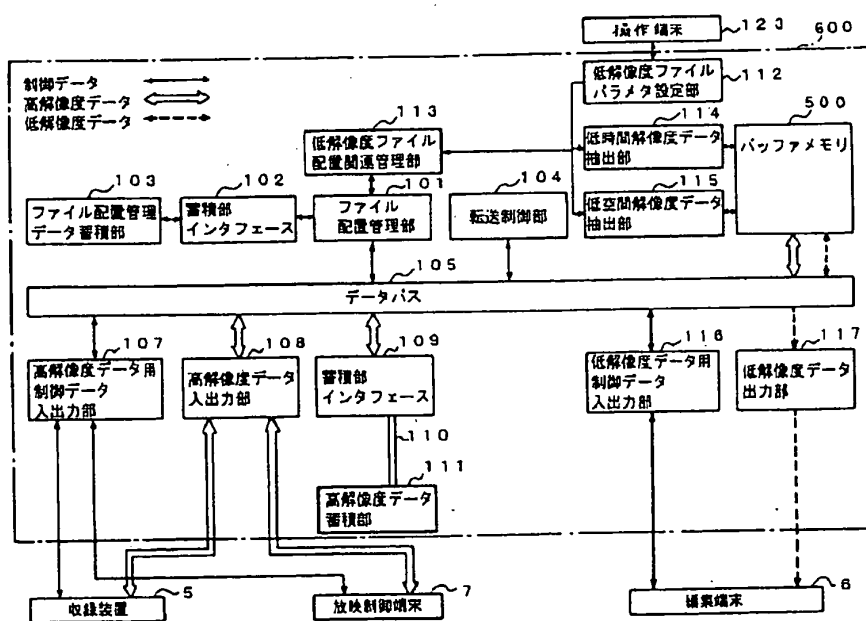 操作端末
123
600
制御データ
高解像度データ
低解像度データ
低解像度ファイル
パラメタ設定部
112
113
低解像度ファイル
配置関連管理部
114
低時間解像度データ
抽出部
500
バッファメモリ
103
ファイル配置管理
データ蓄積部
102
蓄積部
インタフェース
101
ファイル
配置管理部
104
転送制御部
115
低空間解像度データ
抽出部
105
データバス
107
高解像度データ用
制御データ
入出力部
108
高解像度データ
入出力部
109
蓄積部
インタフェース
116
低解像度データ用
制御データ
入出力部
117
低解像度データ
出力部
110
111
高解像度データ
蓄積部
5
収録装置
7
放映制御端末
6
編集端末